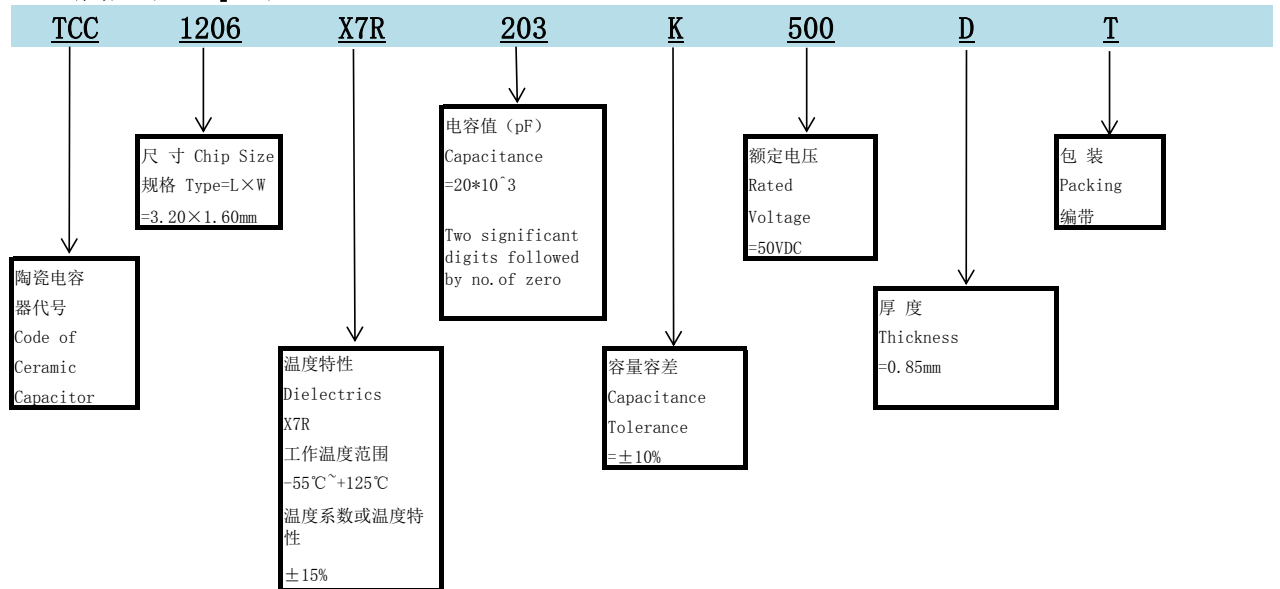 TCC 1206 X7R 203 K 500 D T
陶瓷电容
器代号
Code of
Ceramic
Capacitor
尺 寸 Chip Size
规格 Type=L×W
=3.20×1.60mm
温度特性
Dielectrics
X7R
工作温度范围
-55℃~+125℃
温度系数或温度特
性
±15%
电容值（pF）
Capacitance
=20*10^3
Two significant
digits followed
by no.of zero
容量容差
Capacitance
Tolerance
=±10%
额定电压
Rated
Voltage
=50VDC
厚 度
Thickness
=0.85mm
包 装
Packing
编带